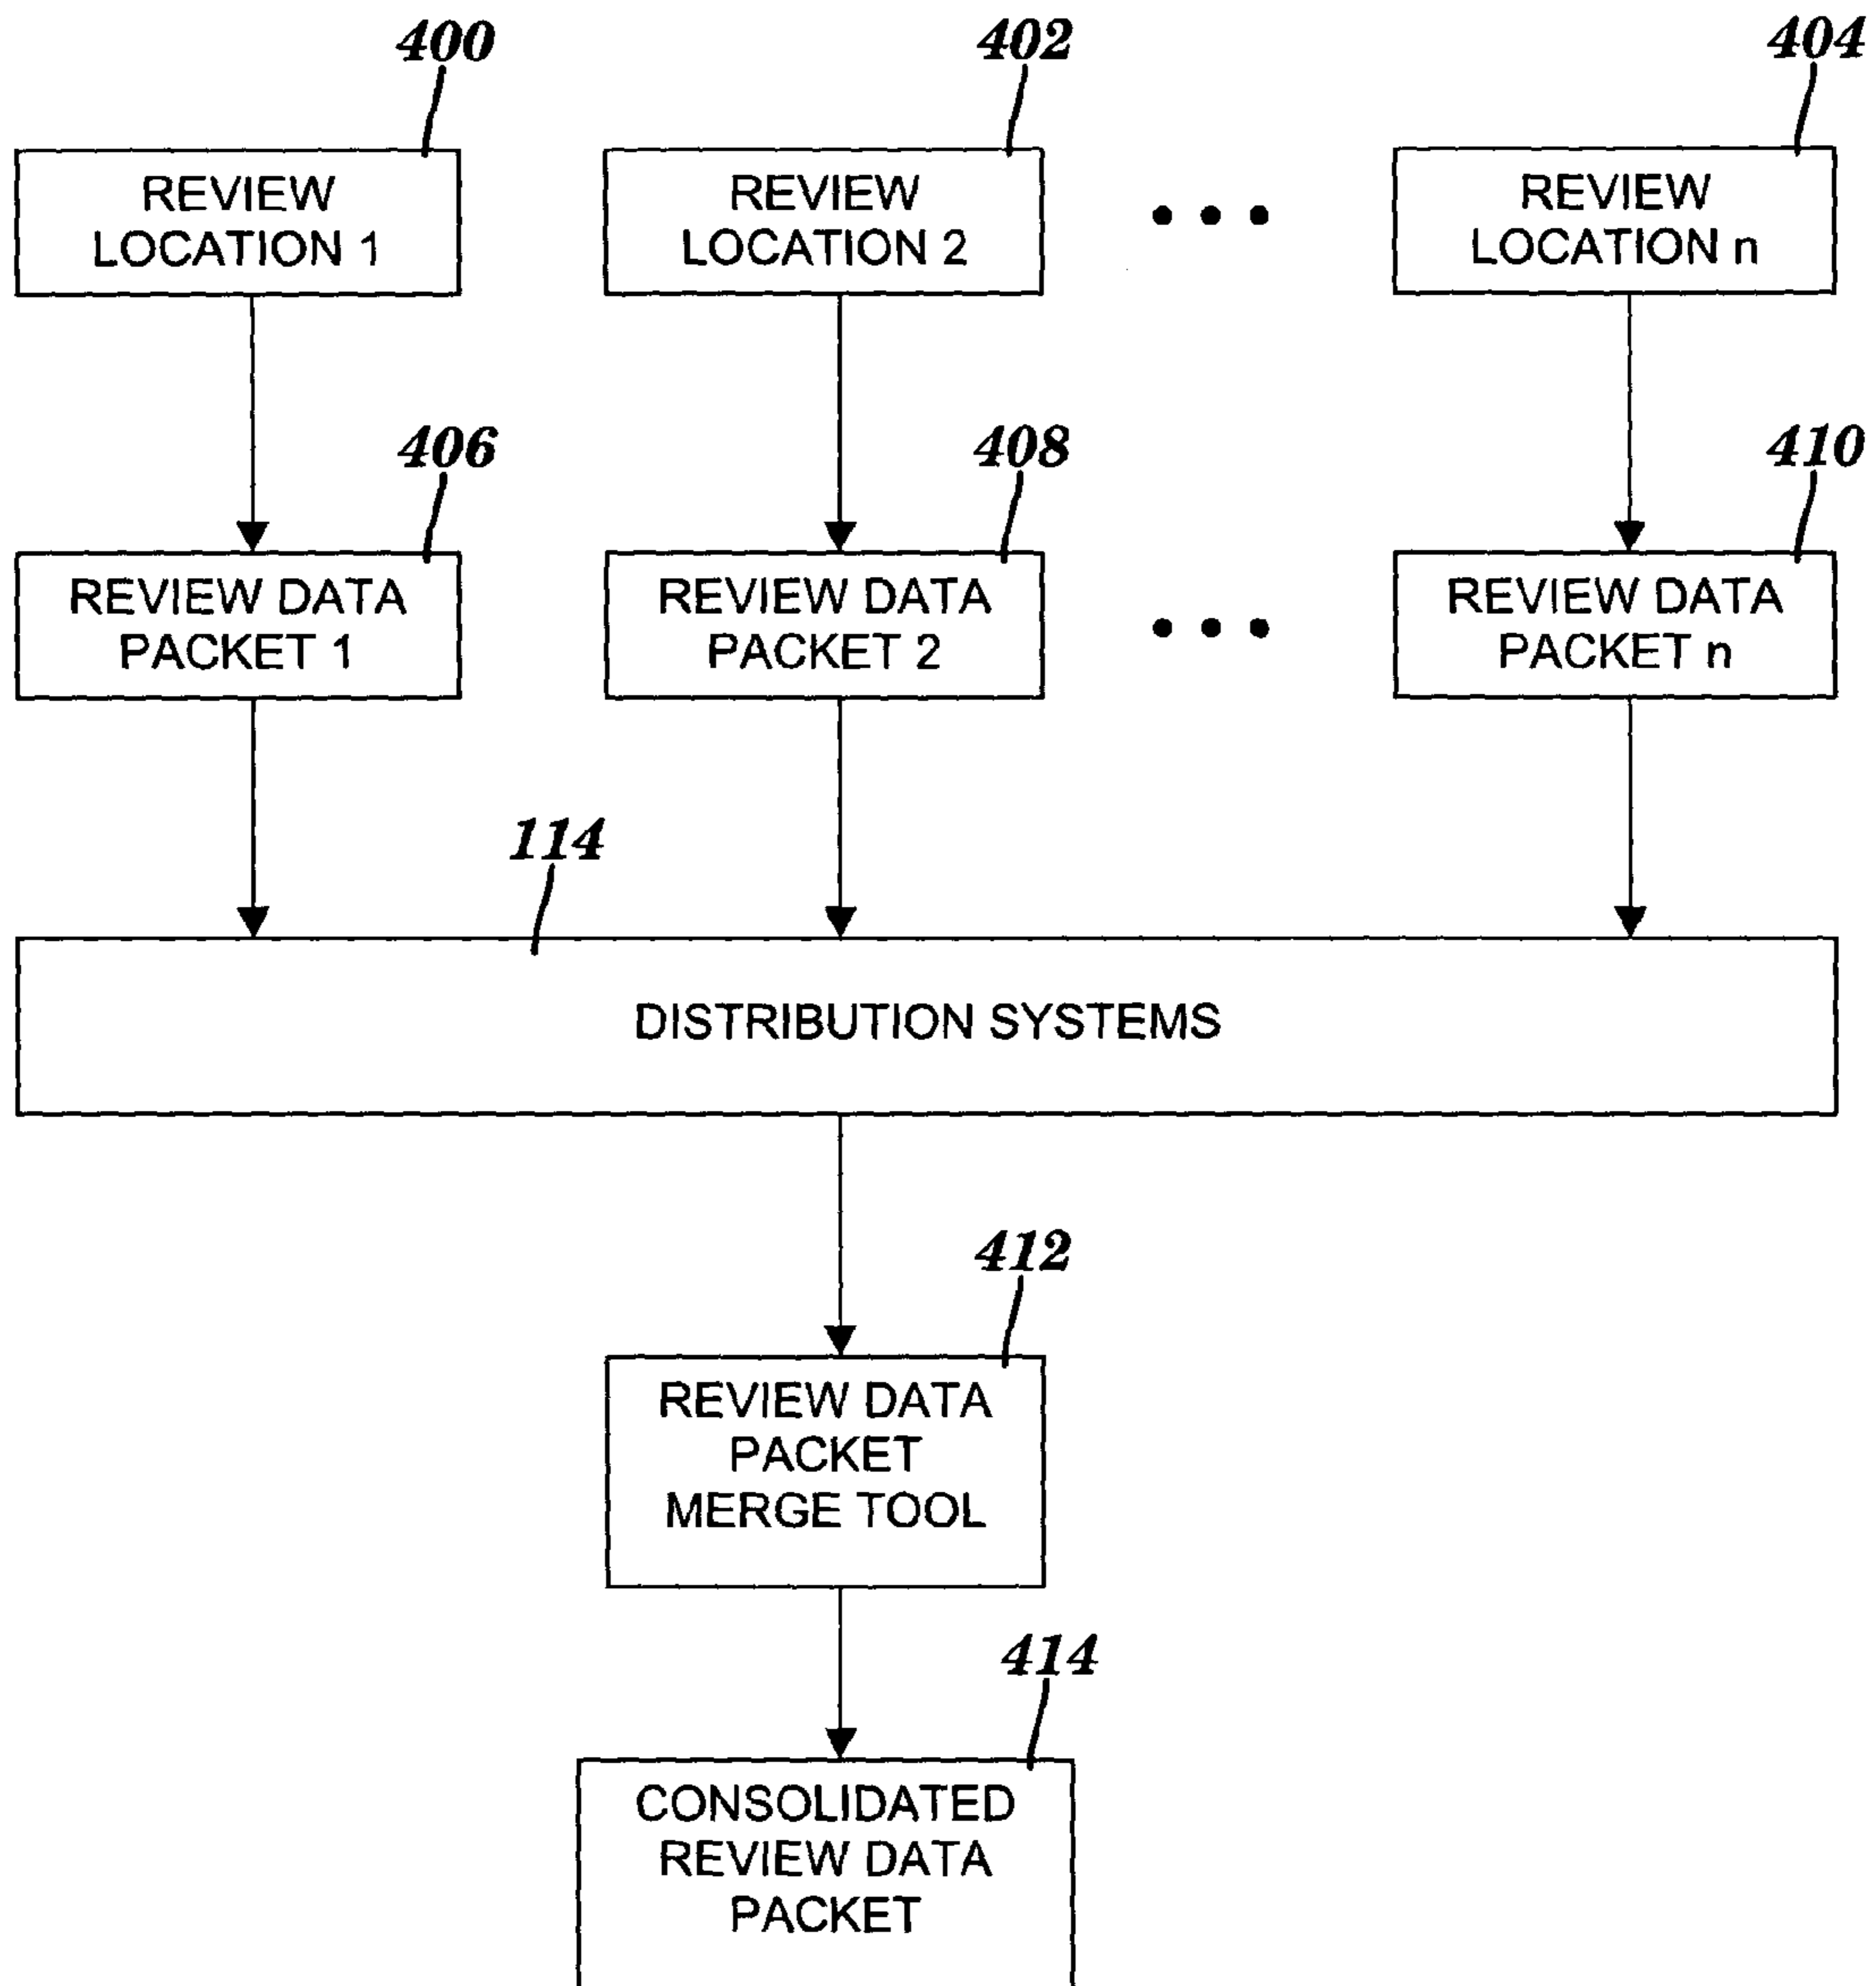 400
402
404
REVIEW
LOCATION 1
REVIEW
LOCATION 2
REVIEW
LOCATION n
406
408
410
REVIEW DATA
PACKET 1
REVIEW DATA
PACKET 2
REVIEW DATA
PACKET n
114
DISTRIBUTION SYSTEMS
412
REVIEW DATA
PACKET
MERGE TOOL
414
CONSOLIDATED
REVIEW DATA
PACKET